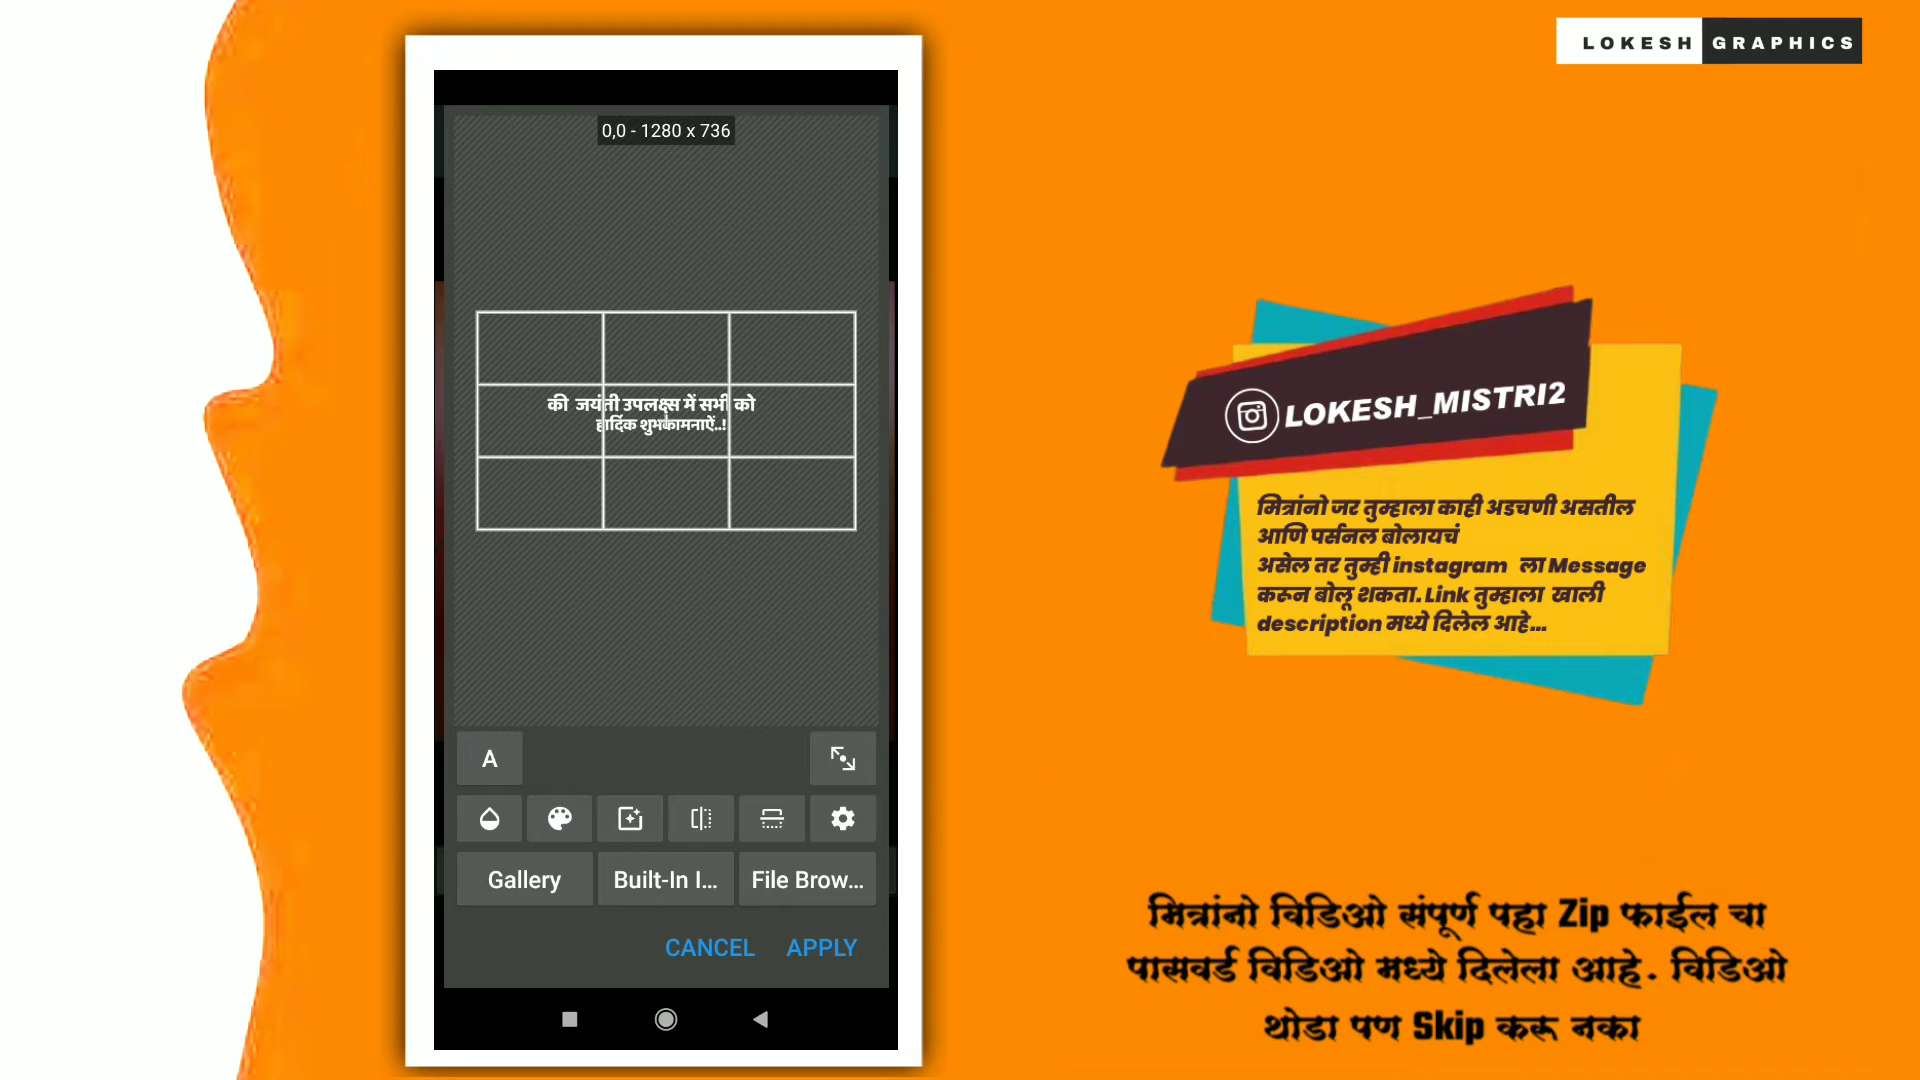 LOKESH GRAPHICS
0,0 - 1280 x 736
की जयंती उपलक्ष्य में सभी को
हार्दिक शुभकामनाऐं..!
A
Gallery
Built-In I...
File Brow...
CANCEL
APPLY
LOKESH_MISTRI2
मित्रांनो जर तुम्हाला काही अडचणी असतील
आणि पर्सनल बोलायचं
असेल तर तुम्ही instagram ला Message
करून बोलू शकता. Link तुम्हाला खाली
description मध्ये दिलेल आहे...
मित्रांनो विडिओ संपूर्ण पहा Zip फाईल चा
पासवर्ड विडिओ मध्ये दिलेला आहे. विडिओ
थोडा पण Skip करू नका